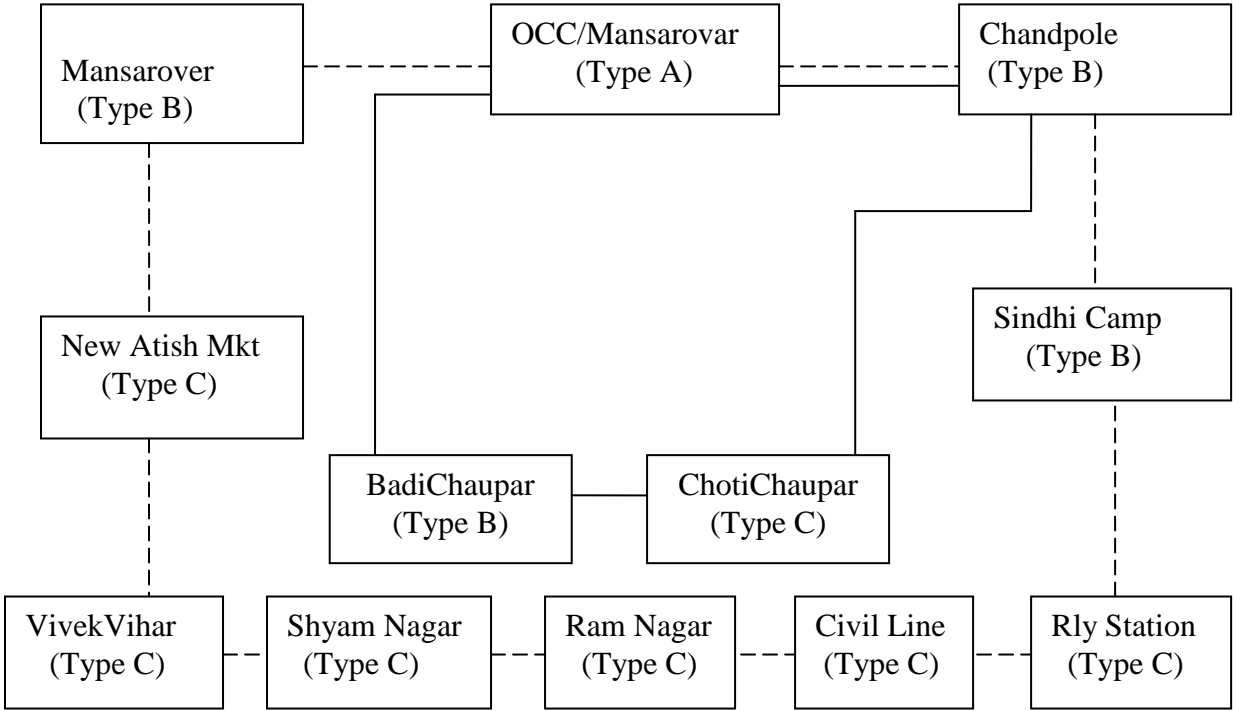 Mansarover
(Type B)
OCC/Mansarovar
(Type A)
Chandpole
(Type B)
New Atish Mkt
(Type C)
Sindhi Camp
(Type B)
BadiChaupar
(Type B)
ChotiChaupar
(Type C)
VivekVihar
(Type C)
Shyam Nagar
(Type C)
Ram Nagar
(Type C)
Civil Line
(Type C)
Rly Station
(Type C)